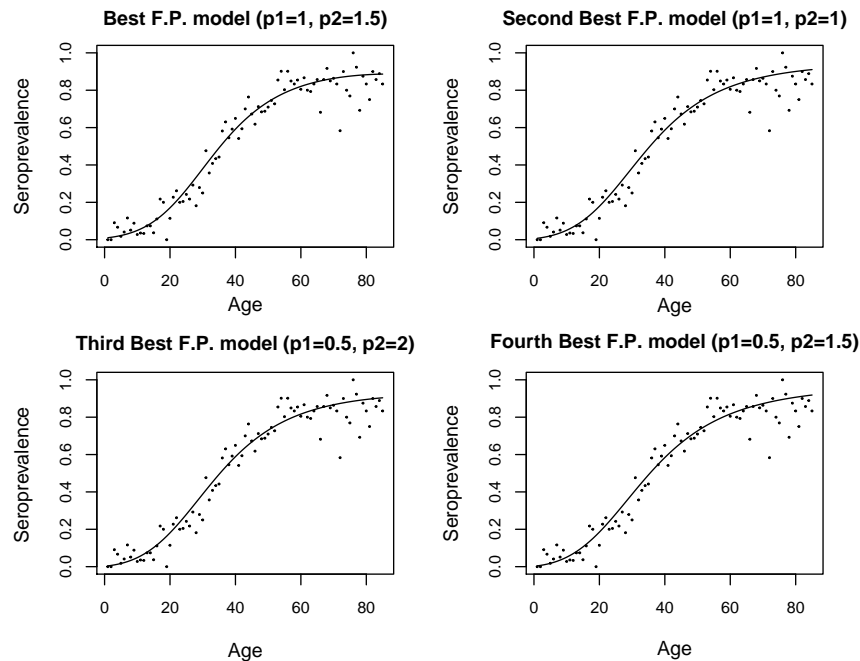 Best F.P. model (p1=1, p2=1.5)
Seroprevalence
0.0 0.2 0.4 0.6 0.8 1.0
0 20 40 60 80
Age
Second Best F.P. model (p1=1, p2=1)
Seroprevalence
0.0 0.2 0.4 0.6 0.8 1.0
0 20 40 60 80
Age
Third Best F.P. model (p1=0.5, p2=2)
Seroprevalence
0.0 0.2 0.4 0.6 0.8 1.0
0 20 40 60 80
Age
Fourth Best F.P. model (p1=0.5, p2=1.5)
Seroprevalence
0.0 0.2 0.4 0.6 0.8 1.0
0 20 40 60 80
Age